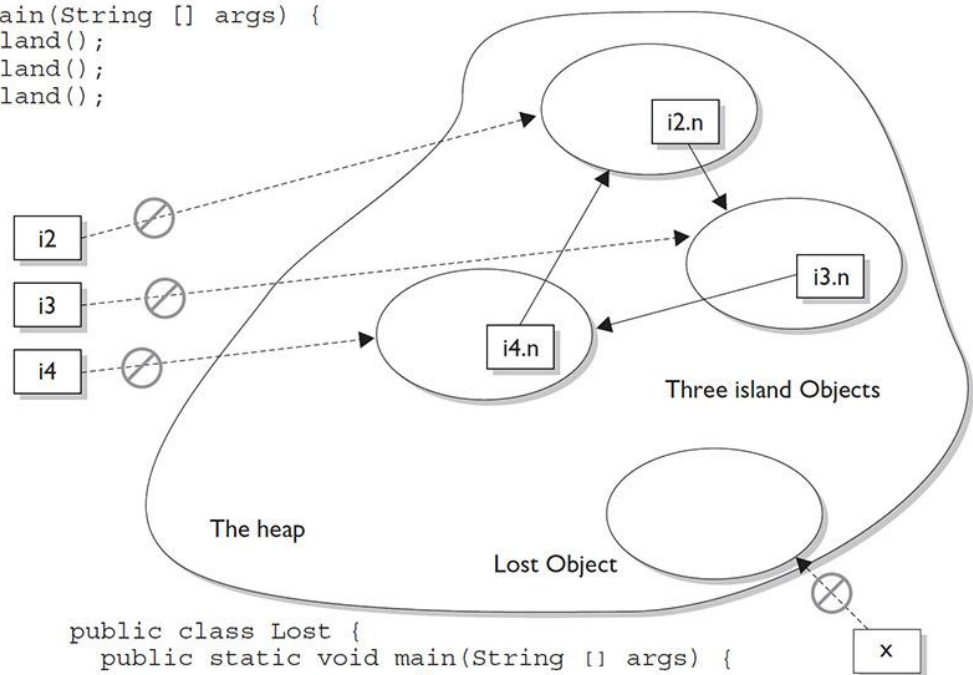 ain(String [] args) {
land();
land();
land();
i2.n
i2
i3.n
i3
i4.n
i4
Three island Objects
The heap
Lost Object
public class Lost {
public static void main(String [] args) {
x